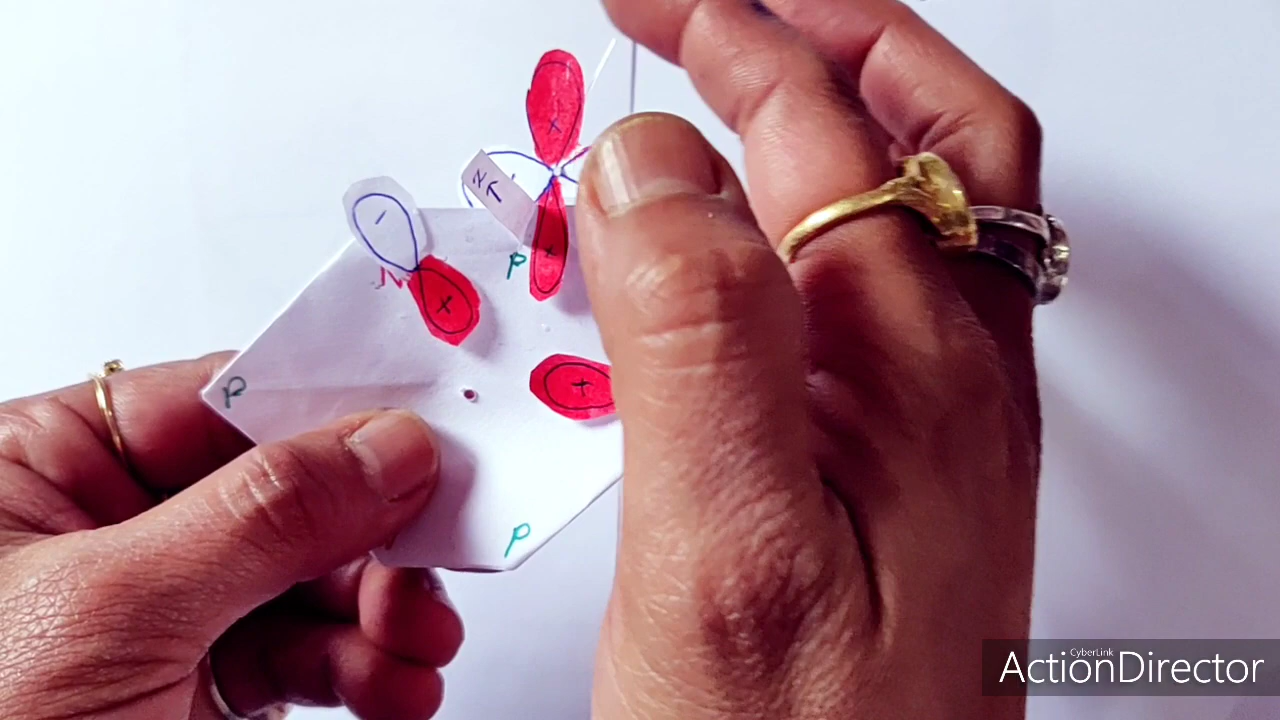 +
-
N
↑
+
P
N
+
+
P
P
CyberLink
ActionDirector